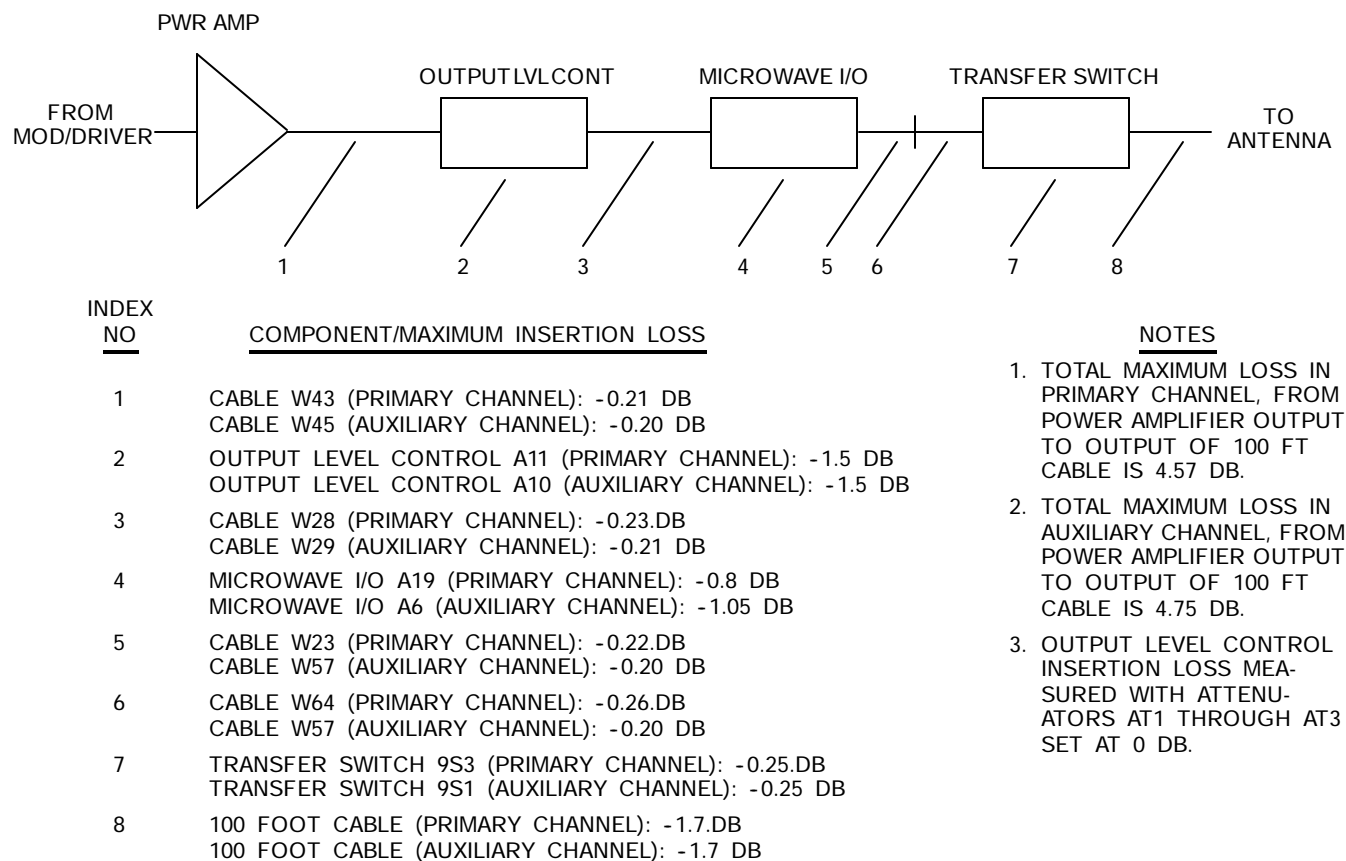 PWR AMP
OUTPUT LVL CONT
MICROWAVE I/O
TRANSFER SWITCH
FROM
MOD/DRIVER
TO
ANTENNA
1 2 3 4 5 6 7 8
INDEX
NO
COMPONENT/MAXIMUM INSERTION LOSS
1 CABLE W43 (PRIMARY CHANNEL): -0.21 DB
CABLE W45 (AUXILIARY CHANNEL): -0.20 DB
2 OUTPUT LEVEL CONTROL A11 (PRIMARY CHANNEL): -1.5 DB
OUTPUT LEVEL CONTROL A10 (AUXILIARY CHANNEL): -1.5 DB
3 CABLE W28 (PRIMARY CHANNEL): -0.23.DB
CABLE W29 (AUXILIARY CHANNEL): -0.21 DB
4 MICROWAVE I/O A19 (PRIMARY CHANNEL): -0.8 DB
MICROWAVE I/O A6 (AUXILIARY CHANNEL): -1.05 DB
5 CABLE W23 (PRIMARY CHANNEL): -0.22.DB
CABLE W57 (AUXILIARY CHANNEL): -0.20 DB
6 CABLE W64 (PRIMARY CHANNEL): -0.26.DB
CABLE W57 (AUXILIARY CHANNEL): -0.20 DB
7 TRANSFER SWITCH 9S3 (PRIMARY CHANNEL): -0.25.DB
TRANSFER SWITCH 9S1 (AUXILIARY CHANNEL): -0.25 DB
8 100 FOOT CABLE (PRIMARY CHANNEL): -1.7.DB
100 FOOT CABLE (AUXILIARY CHANNEL): -1.7 DB
NOTES
1. TOTAL MAXIMUM LOSS IN
PRIMARY CHANNEL, FROM
POWER AMPLIFIER OUTPUT
TO OUTPUT OF 100 FT
CABLE IS 4.57 DB.
2. TOTAL MAXIMUM LOSS IN
AUXILIARY CHANNEL, FROM
POWER AMPLIFIER OUTPUT
TO OUTPUT OF 100 FT
CABLE IS 4.75 DB.
3. OUTPUT LEVEL CONTROL
INSERTION LOSS MEA-
SURED WITH ATTENU-
ATORS AT1 THROUGH AT3
SET AT 0 DB.